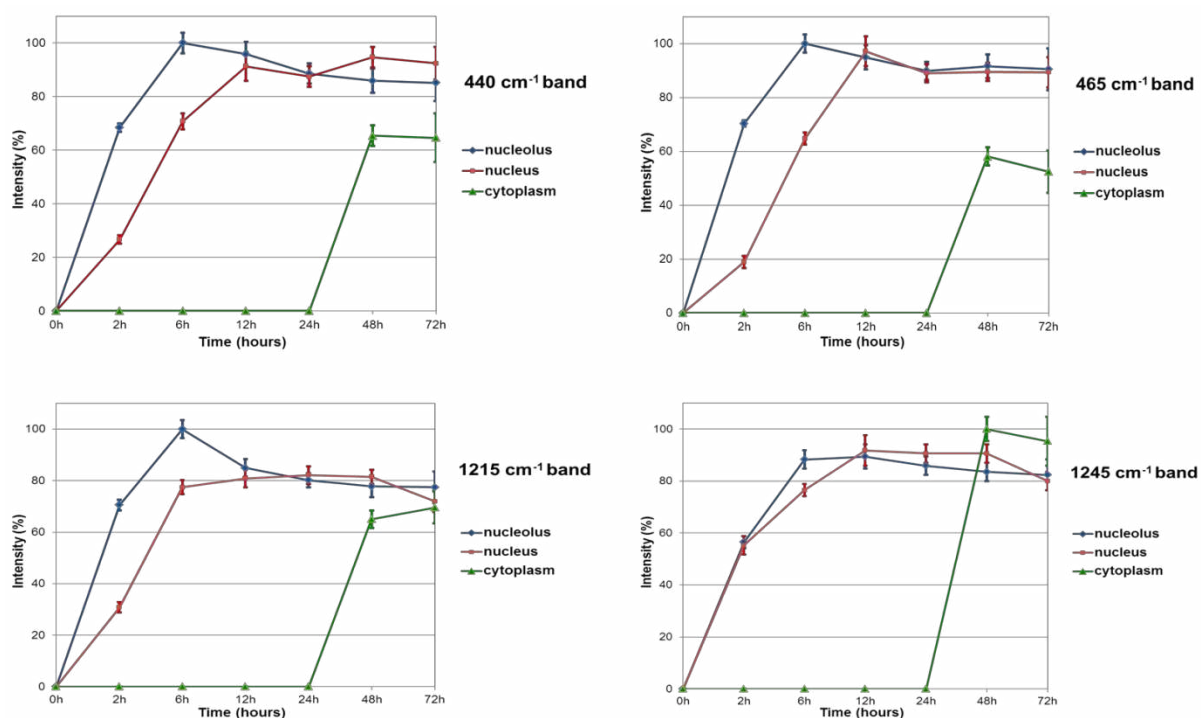 440 cm⁻¹ band
Intensity (%)
100
80
60
40
20
0
0h 2h 6h 12h 24h 48h 72h
Time (hours)
nucleolus
nucleus
cytoplasm
465 cm⁻¹ band
Intensity (%)
100
80
60
40
20
0
0h 2h 6h 12h 24h 48h 72h
Time (hours)
nucleolus
nucleus
cytoplasm
1215 cm⁻¹ band
Intensity (%)
100
80
60
40
20
0
0h 2h 6h 12h 24h 48h 72h
Time (hours)
nucleolus
nucleus
cytoplasm
1245 cm⁻¹ band
Intensity (%)
100
80
60
40
20
0
0h 2h 6h 12h 24h 48h 72h
Time (hours)
nucleolus
nucleus
cytoplasm